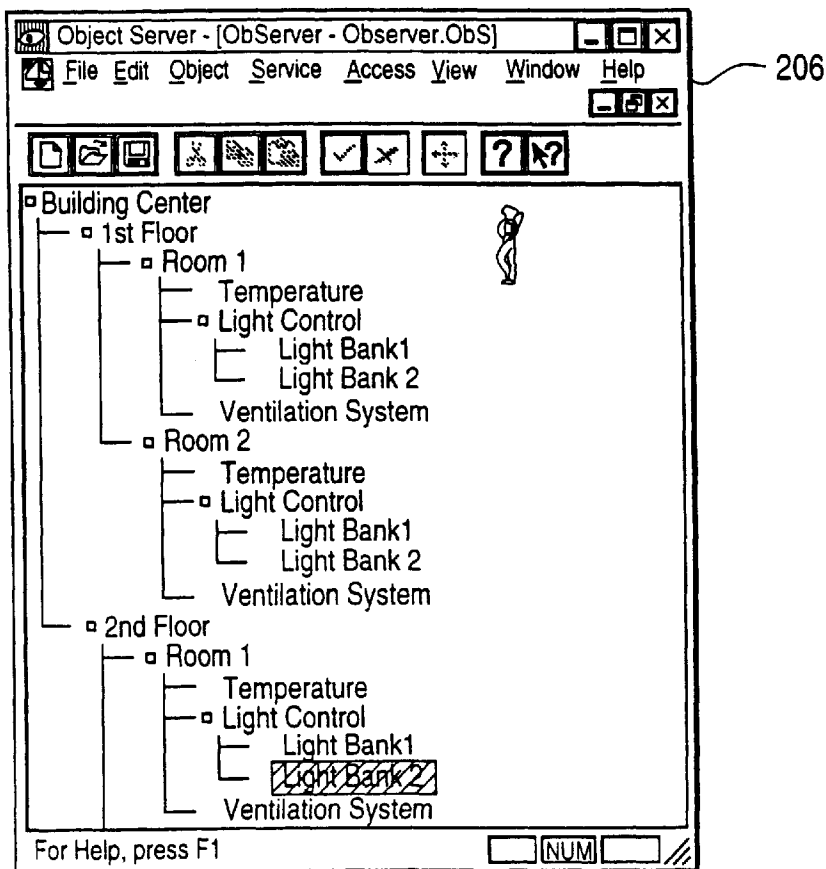 Object Server - [ObServer - Observer.ObS]
File Edit Object Service Access View Window Help
206
? ?
Building Center
1st Floor
Room 1
Temperature
Light Control
Light Bank1
Light Bank 2
Ventilation System
Room 2
Temperature
Light Control
Light Bank1
Light Bank 2
Ventilation System
2nd Floor
Room 1
Temperature
Light Control
Light Bank1
Light Bank 2
Ventilation System
For Help, press F1 NUM